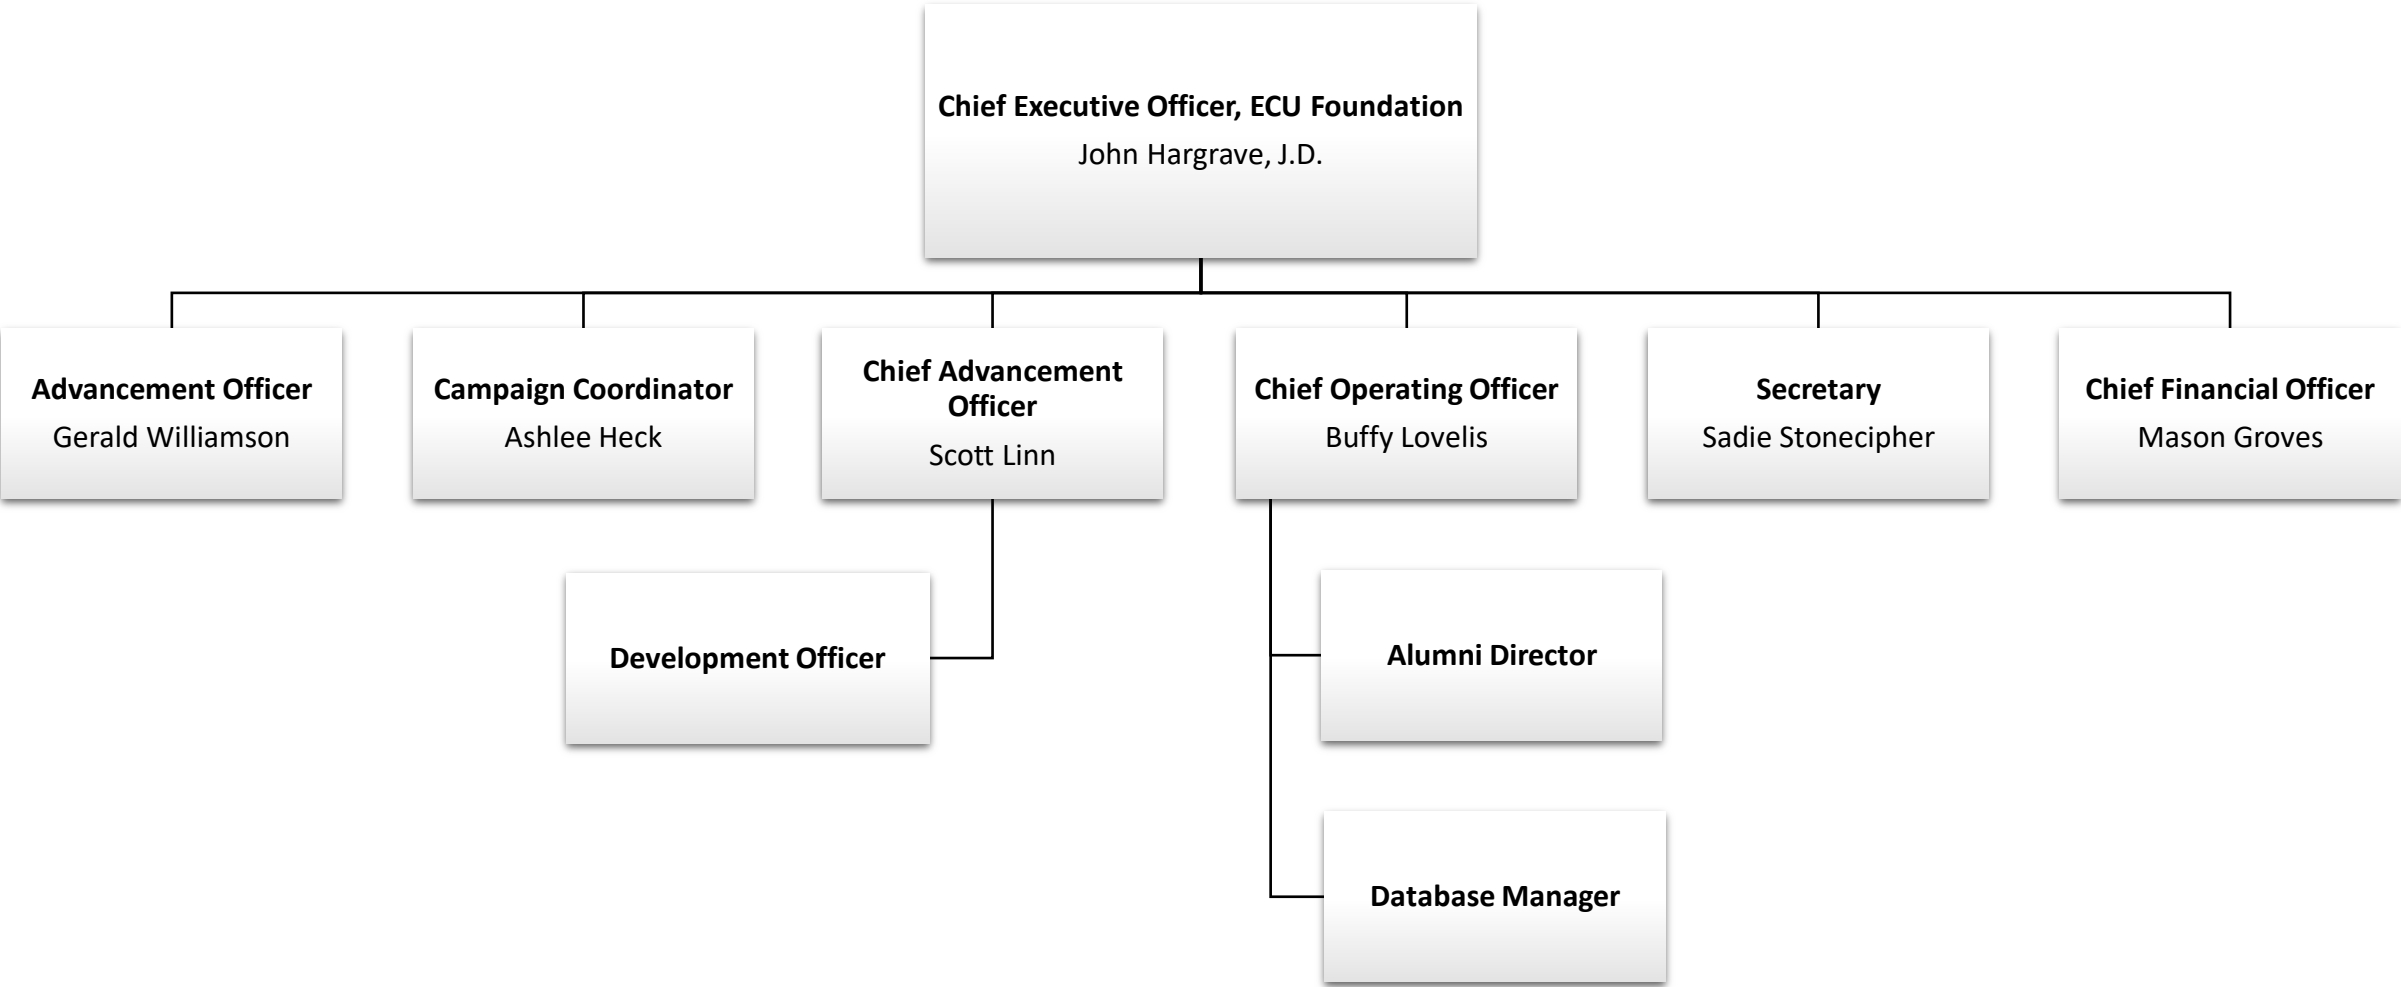 Chief Executive Officer, ECU Foundation
John Hargrave, J.D.
Advancement Officer
Gerald Williamson
Campaign Coordinator
Ashlee Heck
Chief Advancement
Officer
Scott Linn
Chief Operating Officer
Buffy Lovelis
Secretary
Sadie Stonecipher
Chief Financial Officer
Mason Groves
Development Officer
Alumni Director
Database Manager